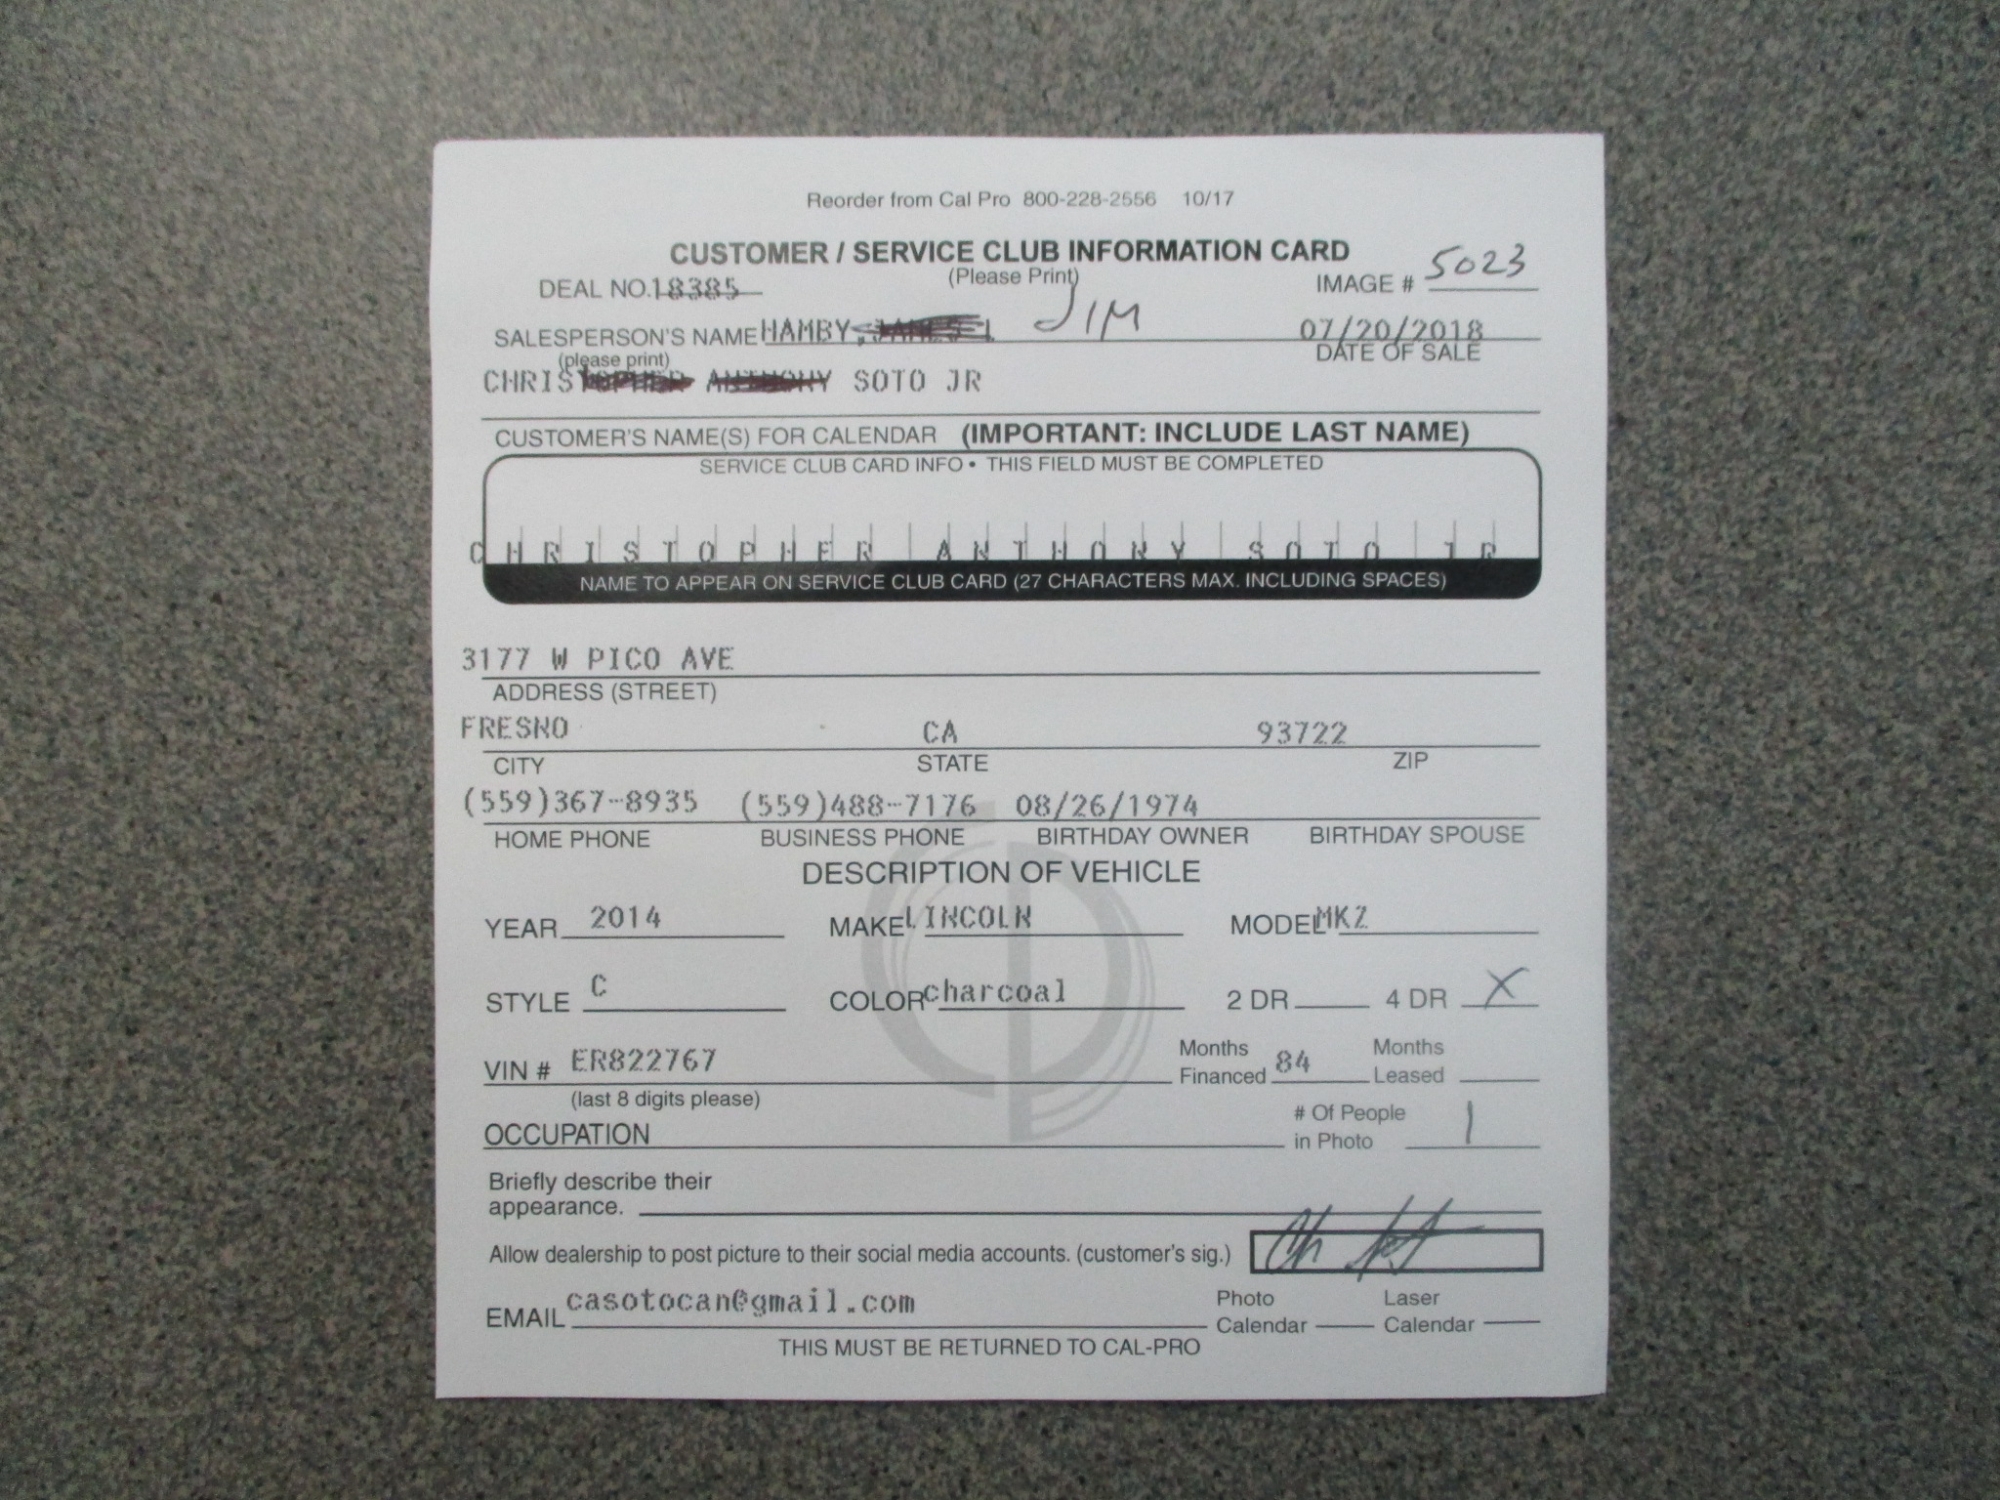 Reorder from Cal Pro 800-228-2556 10/17
CUSTOMER / SERVICE CLUB INFORMATION CARD
(Please Print)
DEAL NO. 18385 IMAGE # 5023
SALESPERSON'S NAME HAMBY, JIM 07/20/2018
(please print) DATE OF SALE
CHRISTOPHER ANTHONY SOTO JR
CUSTOMER'S NAME(S) FOR CALENDAR (IMPORTANT: INCLUDE LAST NAME)
SERVICE CLUB CARD INFO • THIS FIELD MUST BE COMPLETED
CHRISTOPHER ANTHONY SOTO JR
NAME TO APPEAR ON SERVICE CLUB CARD (27 CHARACTERS MAX. INCLUDING SPACES)
3177 W PICO AVE
ADDRESS (STREET)
FRESNO CA 93722
CITY STATE ZIP
(559)367-8935 (559)488-7176 08/26/1974
HOME PHONE BUSINESS PHONE BIRTHDAY OWNER BIRTHDAY SPOUSE
DESCRIPTION OF VEHICLE
YEAR 2014 MAKE LINCOLN MODEL MKZ
STYLE C COLOR charcoal 2 DR 4 DR X
VIN # ER822767 Months Financed 84 Months Leased
(last 8 digits please)
OCCUPATION # Of People in Photo 1
Briefly describe their
appearance.
Allow dealership to post picture to their social media accounts. (customer's sig.)
EMAIL casotocan@gmail.com Photo Calendar Laser Calendar
THIS MUST BE RETURNED TO CAL-PRO